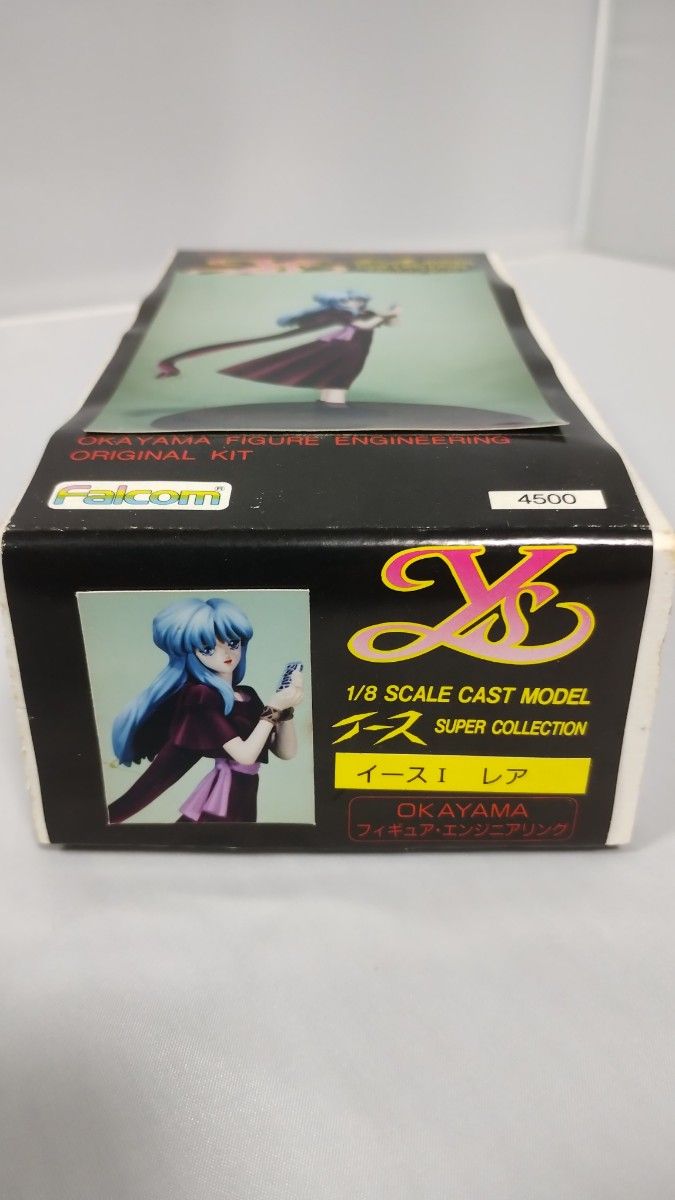 OKAYAMA FIGURE ENGINEERING
ORIGINAL KIT
Falcom®
4500
Ys
1/8 SCALE CAST MODEL
イース SUPER COLLECTION
イースI レア
OKAYAMA
フィギュア・エンジニアリング